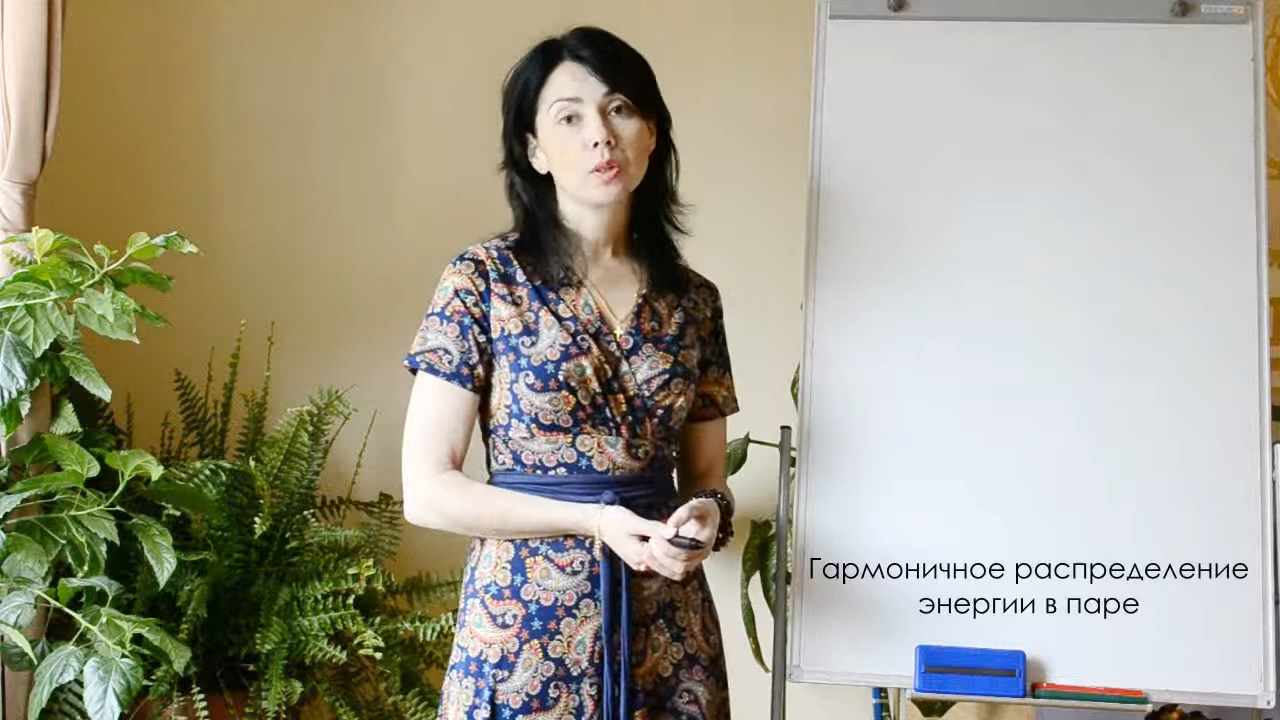 Гармоничное распределение
энергии в паре